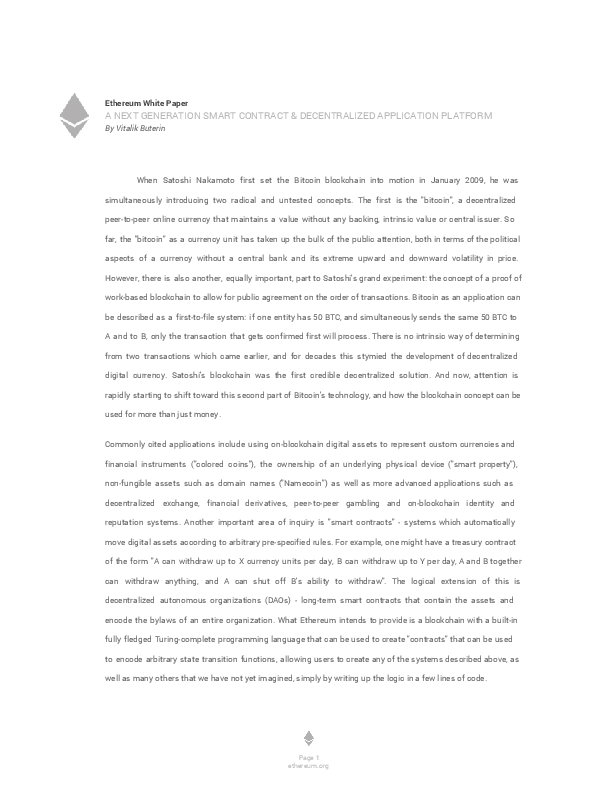 Ethereum White Paper
A NEXT GENERATION SMART CONTRACT & DECENTRALIZED APPLICATION PLATFORM
By Vitalik Buterin
When Satoshi Nakamoto first set the Bitcoin blockchain into motion in January 2009, he was
simultaneously introducing two radical and untested concepts. The first is the "bitcoin", a decentralized
peer-to-peer online currency that maintains a value without any backing, intrinsic value or central issuer. So
far, the "bitcoin" as a currency unit has taken up the bulk of the public attention, both in terms of the political
aspects of a currency without a central bank and its extreme upward and downward volatility in price.
However, there is also another, equally important, part to Satoshi's grand experiment: the concept of a proof of
work-based blockchain to allow for public agreement on the order of transactions. Bitcoin as an application can
be described as a first-to-file system: if one entity has 50 BTC, and simultaneously sends the same 50 BTC to
A and to B, only the transaction that gets confirmed first will process. There is no intrinsic way of determining
from two transactions which came earlier, and for decades this stymied the development of decentralized
digital currency. Satoshi's blockchain was the first credible decentralized solution. And now, attention is
rapidly starting to shift toward this second part of Bitcoin's technology, and how the blockchain concept can be
used for more than just money.
Commonly cited applications include using on-blockchain digital assets to represent custom currencies and
financial instruments ("colored coins"), the ownership of an underlying physical device ("smart property"),
non-fungible assets such as domain names ("Namecoin") as well as more advanced applications such as
decentralized exchange, financial derivatives, peer-to-peer gambling and on-blockchain identity and
reputation systems. Another important area of inquiry is "smart contracts" - systems which automatically
move digital assets according to arbitrary pre-specified rules. For example, one might have a treasury contract
of the form "A can withdraw up to X currency units per day, B can withdraw up to Y per day, A and B together
can withdraw anything, and A can shut off B's ability to withdraw". The logical extension of this is
decentralized autonomous organizations (DAOs) - long-term smart contracts that contain the assets and
encode the bylaws of an entire organization. What Ethereum intends to provide is a blockchain with a built-in
fully fledged Turing-complete programming language that can be used to create "contracts" that can be used
to encode arbitrary state transition functions, allowing users to create any of the systems described above, as
well as many others that we have not yet imagined, simply by writing up the logic in a few lines of code.
Page 1
ethereum.org